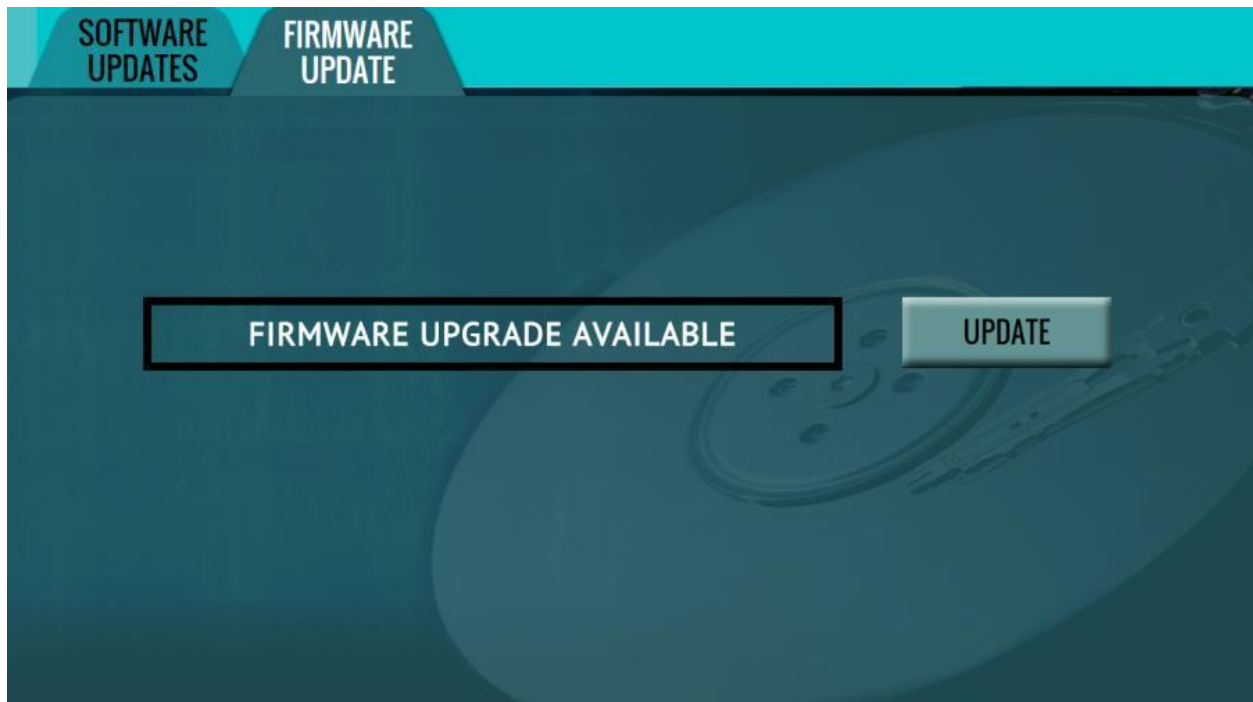 SOFTWARE
UPDATES
FIRMWARE
UPDATE
FIRMWARE UPGRADE AVAILABLE
UPDATE